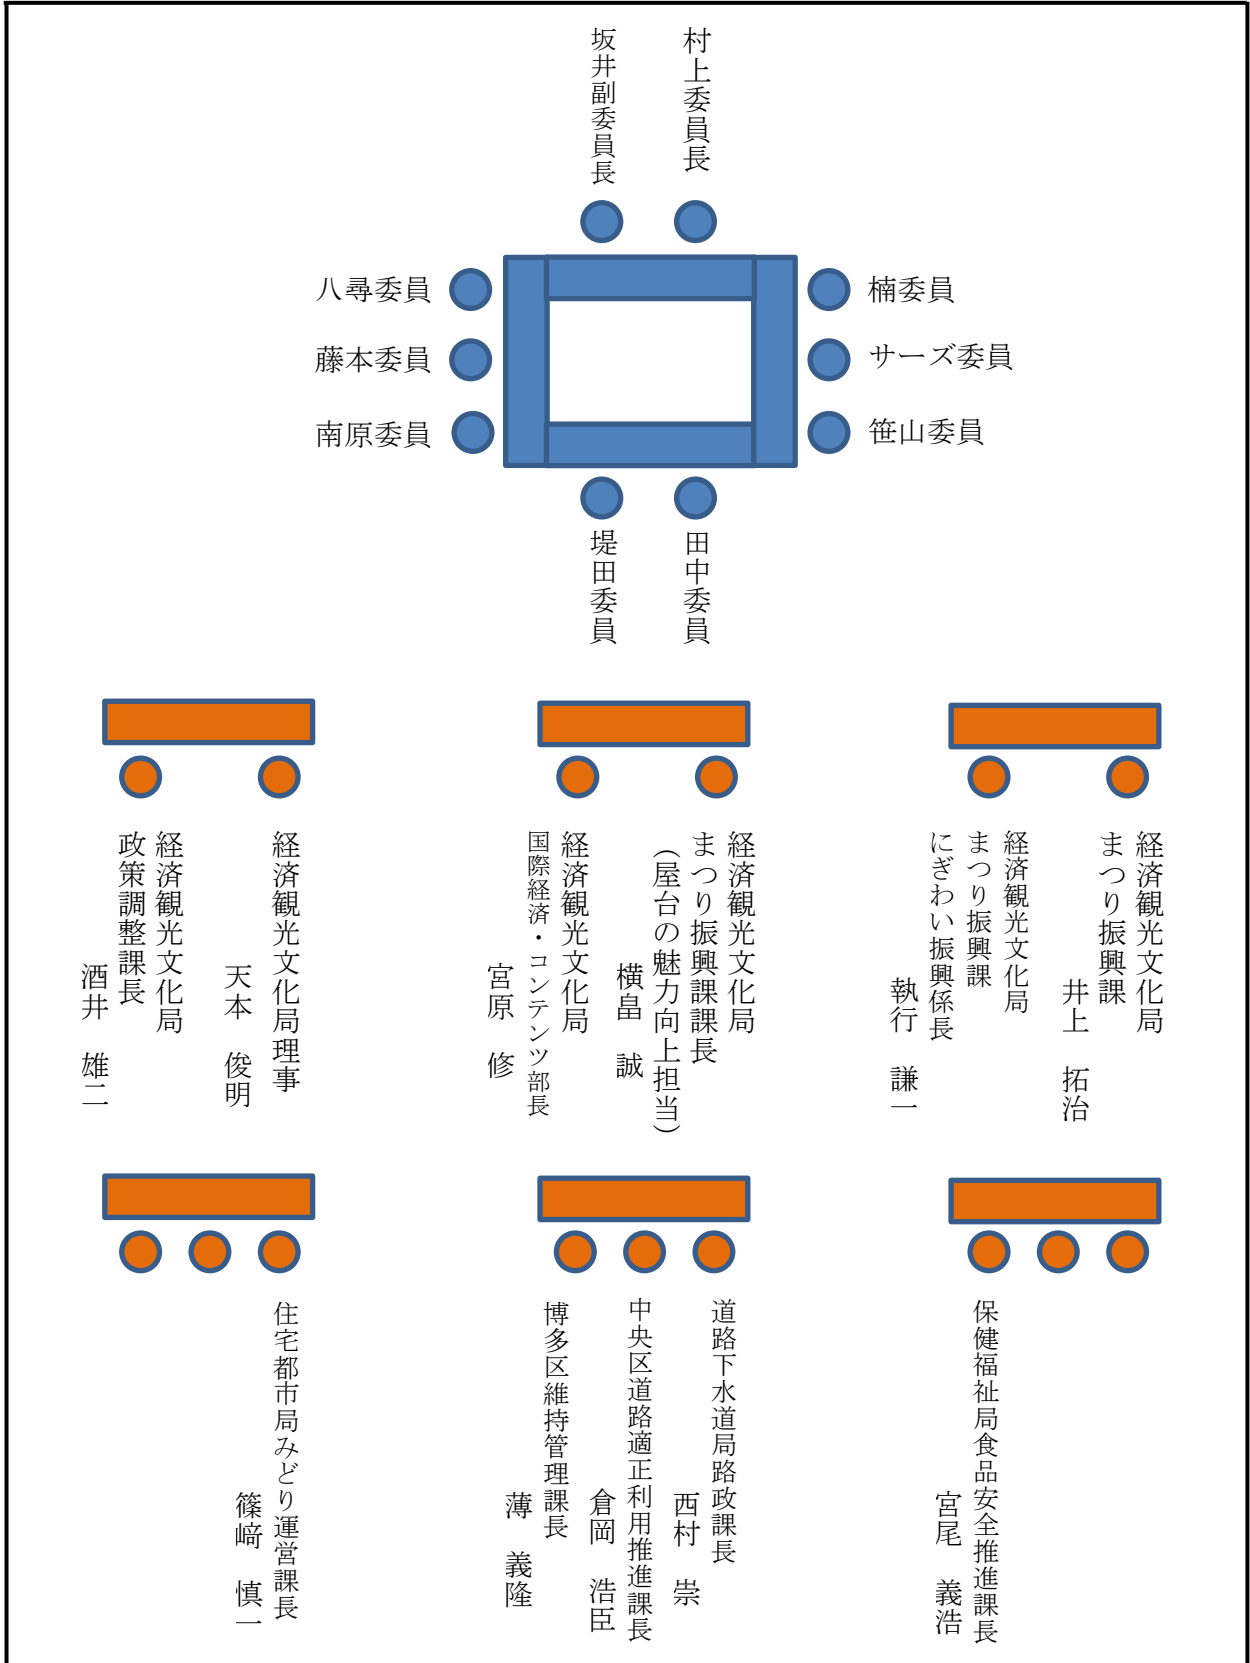 坂井副委員長
村上委員長
八尋委員
楠委員
藤本委員
サーズ委員
南原委員
笹山委員
堤田委員
田中委員
経済観光文化局
政策調整課長
酒井　雄二
経済観光文化局理事
天本　俊明
経済観光文化局
国際経済・コンテンツ部長
宮原　修
経済観光文化局
まつり振興課課長
（屋台の魅力向上担当）
横畠　誠
経済観光文化局
まつり振興課
にぎわい振興係長
執行　謙一
経済観光文化局
まつり振興課
井上　拓治
住宅都市局みどり運営課長
篠﨑　慎一
博多区維持管理課長
薄　義隆
中央区道路適正利用推進課長
倉岡　浩臣
道路下水道局路政課長
西村　崇
保健福祉局食品安全推進課長
宮尾　義浩